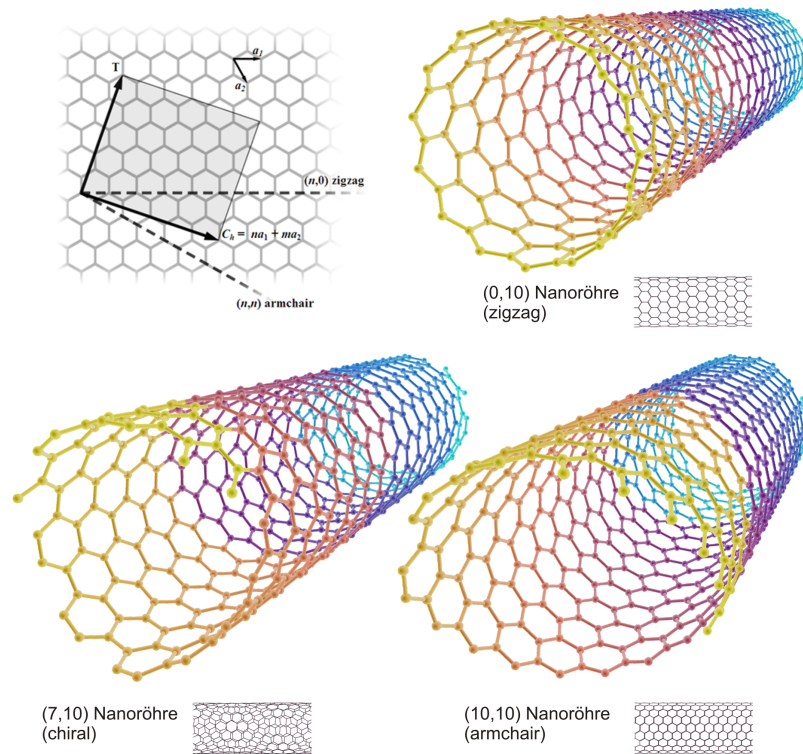 T
a1
a2
(n,0) zigzag
Ch = na1 + ma2
(n,n) armchair
(0,10) Nanoröhre
(zigzag)
(7,10) Nanoröhre
(chiral)
(10,10) Nanoröhre
(armchair)